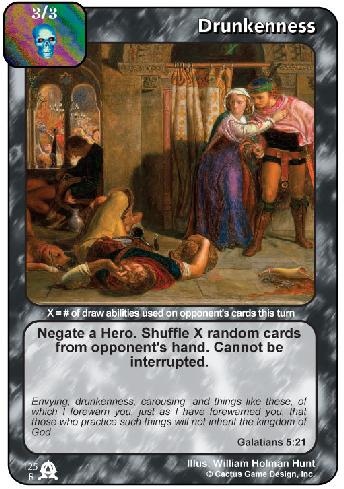 3/3
Drunkenness
X = # of draw abilities used on opponent's cards this turn
Negate a Hero. Shuffle X random cards
from opponent's hand. Cannot be
interrupted.
Envying, drunkenness, carousing and things like these, of
which I forewarn you, just as I have forewarned you, that
those who practice such things will not inherit the kingdom of
God
Galatians 5:21
25
R
Illus. William Holman Hunt
© Cactus Game Design, Inc.